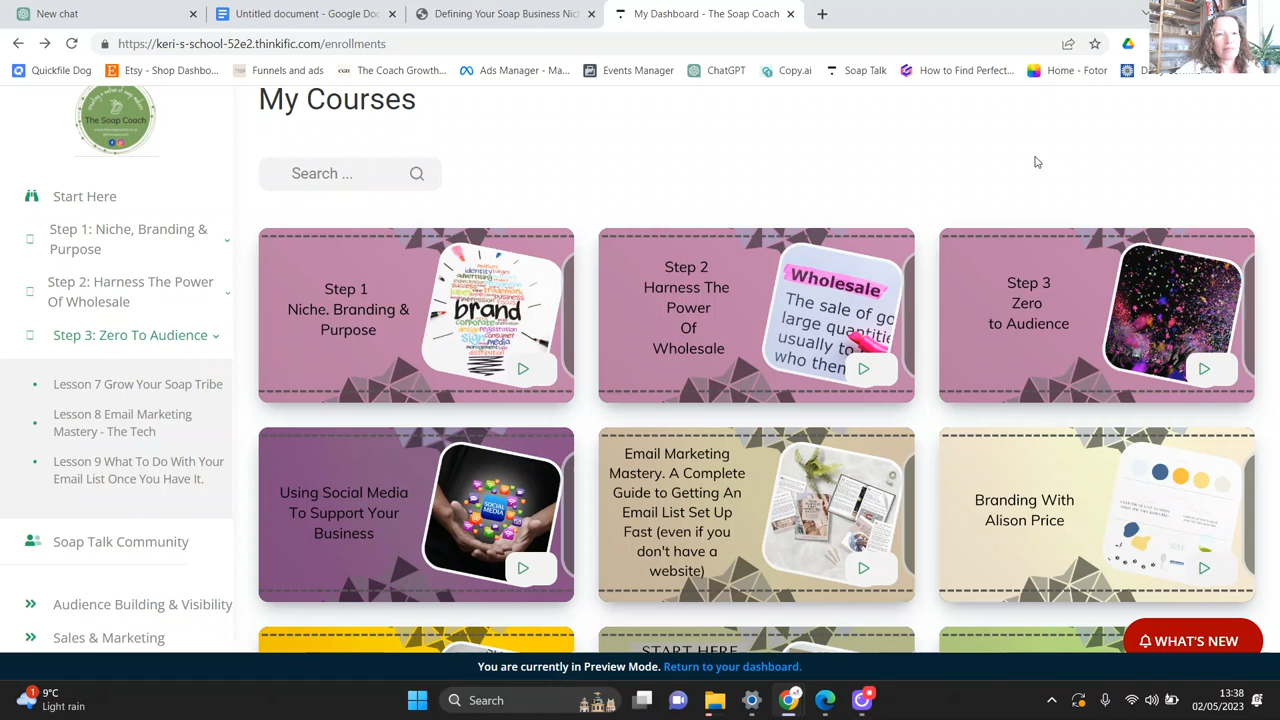 New chat
Untitled document - Google Doc
Defining Your Soap Business Nic
My Dashboard - The Soap Coach
https://keri-s-school-52e2.thinkific.com/enrollments
Quickfile Dog
Etsy - Shop Dashbo...
Funnels and ads
The Coach Growth...
Ads Manager - Ma...
Events Manager
ChatGPT
Copy.ai
Soap Talk
How to Find Perfect...
Home - Fotor
The Soap Coach
My Courses
Search ...
Start Here
Step 1: Niche, Branding &
Purpose
Step 2: Harness The Power
Of Wholesale
Step 3: Zero To Audience
Lesson 7 Grow Your Soap Tribe
Lesson 8 Email Marketing
Mastery - The Tech
Lesson 9 What To Do With Your
Email List Once You Have It.
Soap Talk Community
Audience Building & Visibility
Sales & Marketing
Step 1
Niche. Branding &
Purpose
brand
Step 2
Harness The
Power
Of
Wholesale
Wholesale
The sale of go
large quantitie
usually to
who then
Step 3
Zero
to Audience
Using Social Media
To Support Your
Business
SOCIAL
MEDIA
Email Marketing
Mastery. A Complete
Guide to Getting An
Email List Set Up
Fast (even if you
don't have a
website)
Branding With
Alison Price
START HERE
WHAT'S NEW
You are currently in Preview Mode. Return to your dashboard.
1
9°C
Light rain
Search
13:38
02/05/2023